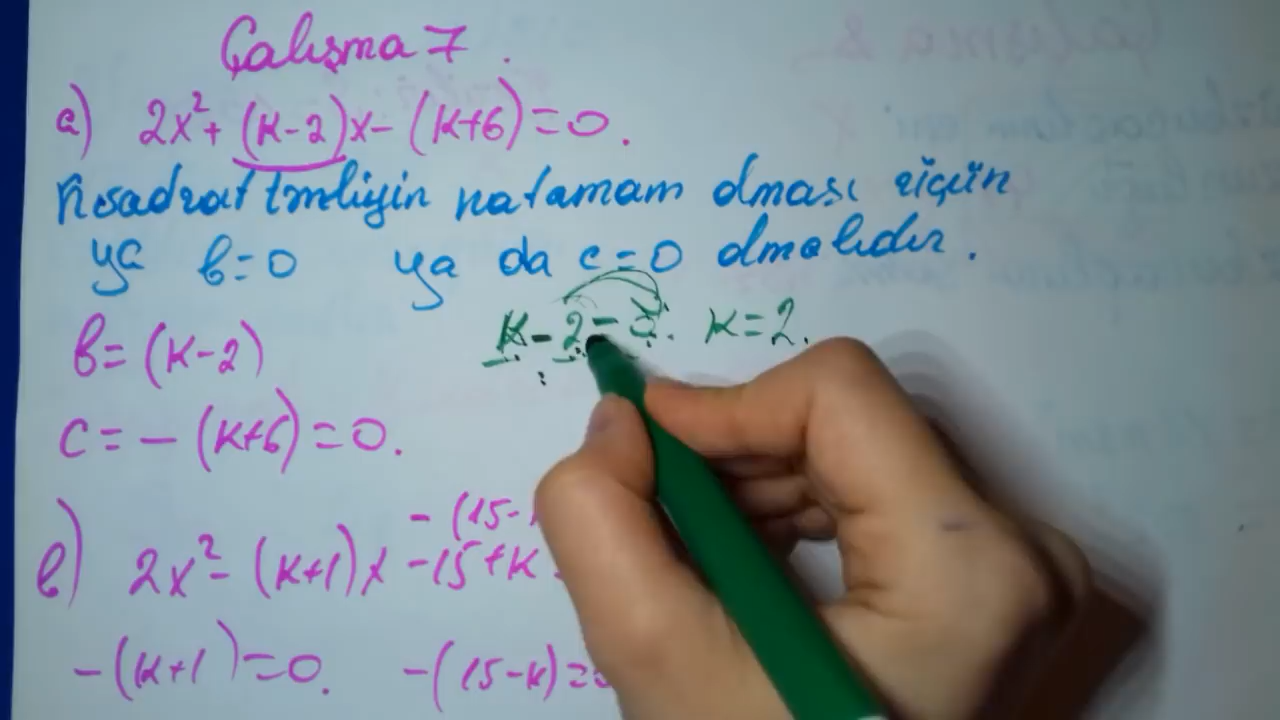 Çalışma 7.
a) 2x²+(k-2)x-(k+6)=0.
Kvadrat tənliyin natamam olması üçün
ya b=0 ya da c=0 olmalıdır.
k-2=0. k=2.
b=(k-2)
c=-(k+6)=0.
-(15-
b) 2x²-(k+1)x-15+k
-(k+1)=0. -(15-k)=0